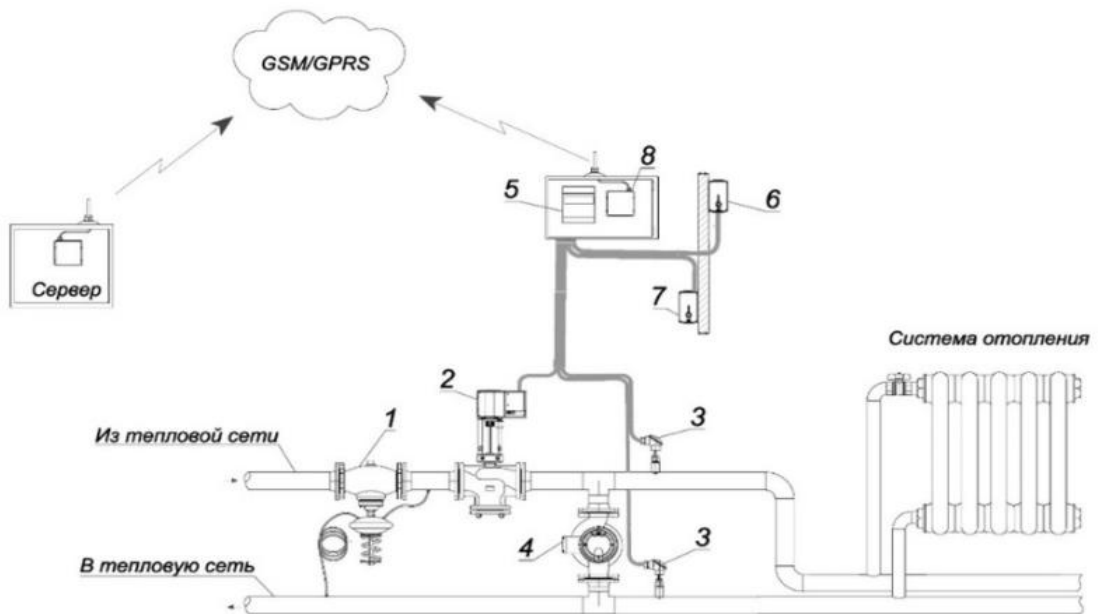 GSM/GPRS
8
5
6
Сервер
7
Система отопления
2
1
3
Из тепловой сети
4
3
В тепловую сеть